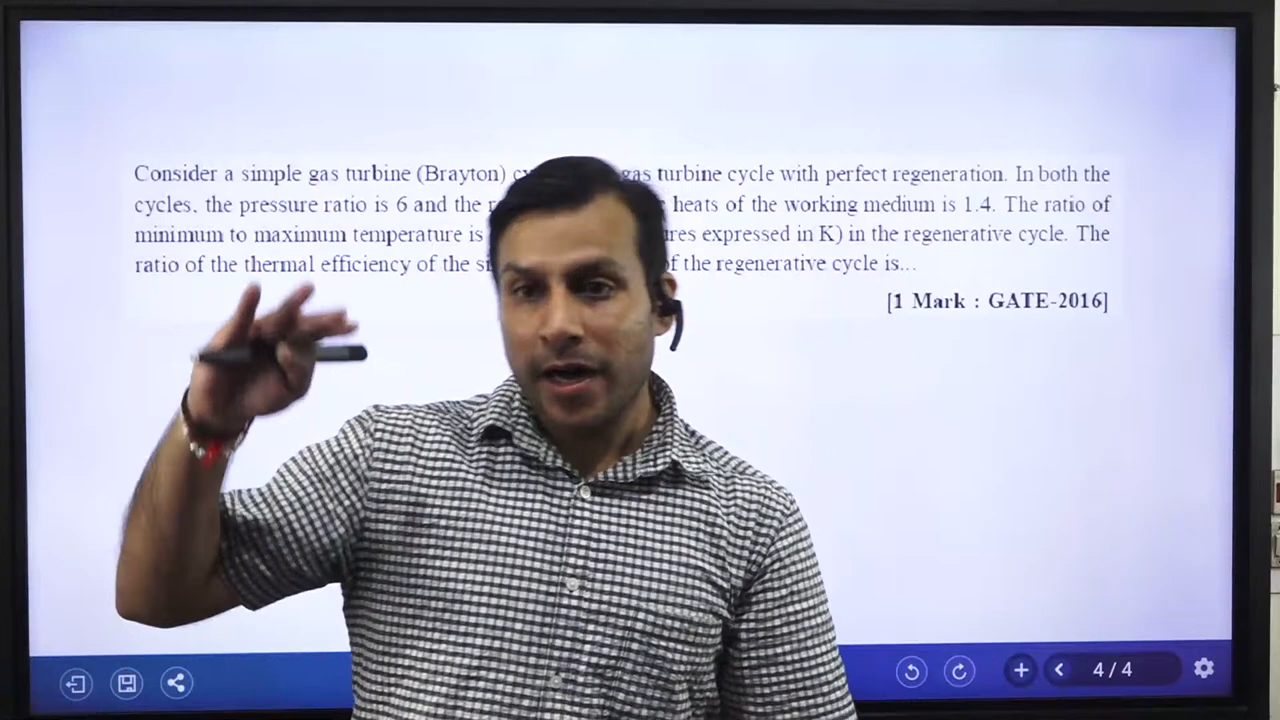 Consider a simple gas turbine (Brayton) gas turbine cycle with perfect regeneration. In both the
cycles, the pressure ratio is 6 and the heats of the working medium is 1.4. The ratio of
minimum to maximum temperature is expressed in K) in the regenerative cycle. The
ratio of the thermal efficiency of the of the regenerative cycle is...
[1 Mark : GATE-2016]
4/4